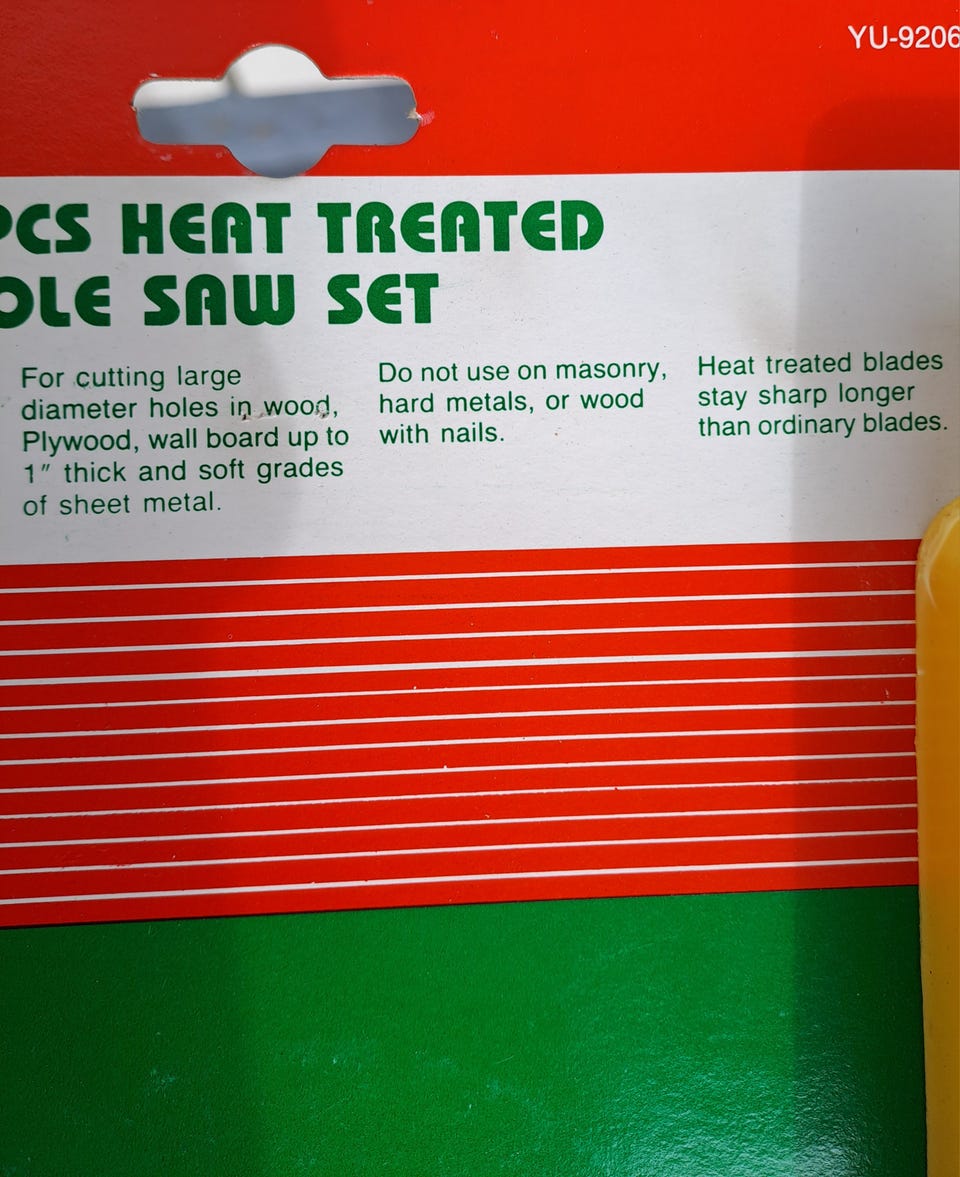 YU-9206
PCS HEAT TREATED
OLE SAW SET
For cutting large
diameter holes in wood,
Plywood, wall board up to
1" thick and soft grades
of sheet metal.
Do not use on masonry,
hard metals, or wood
with nails.
Heat treated blades
stay sharp longer
than ordinary blades.